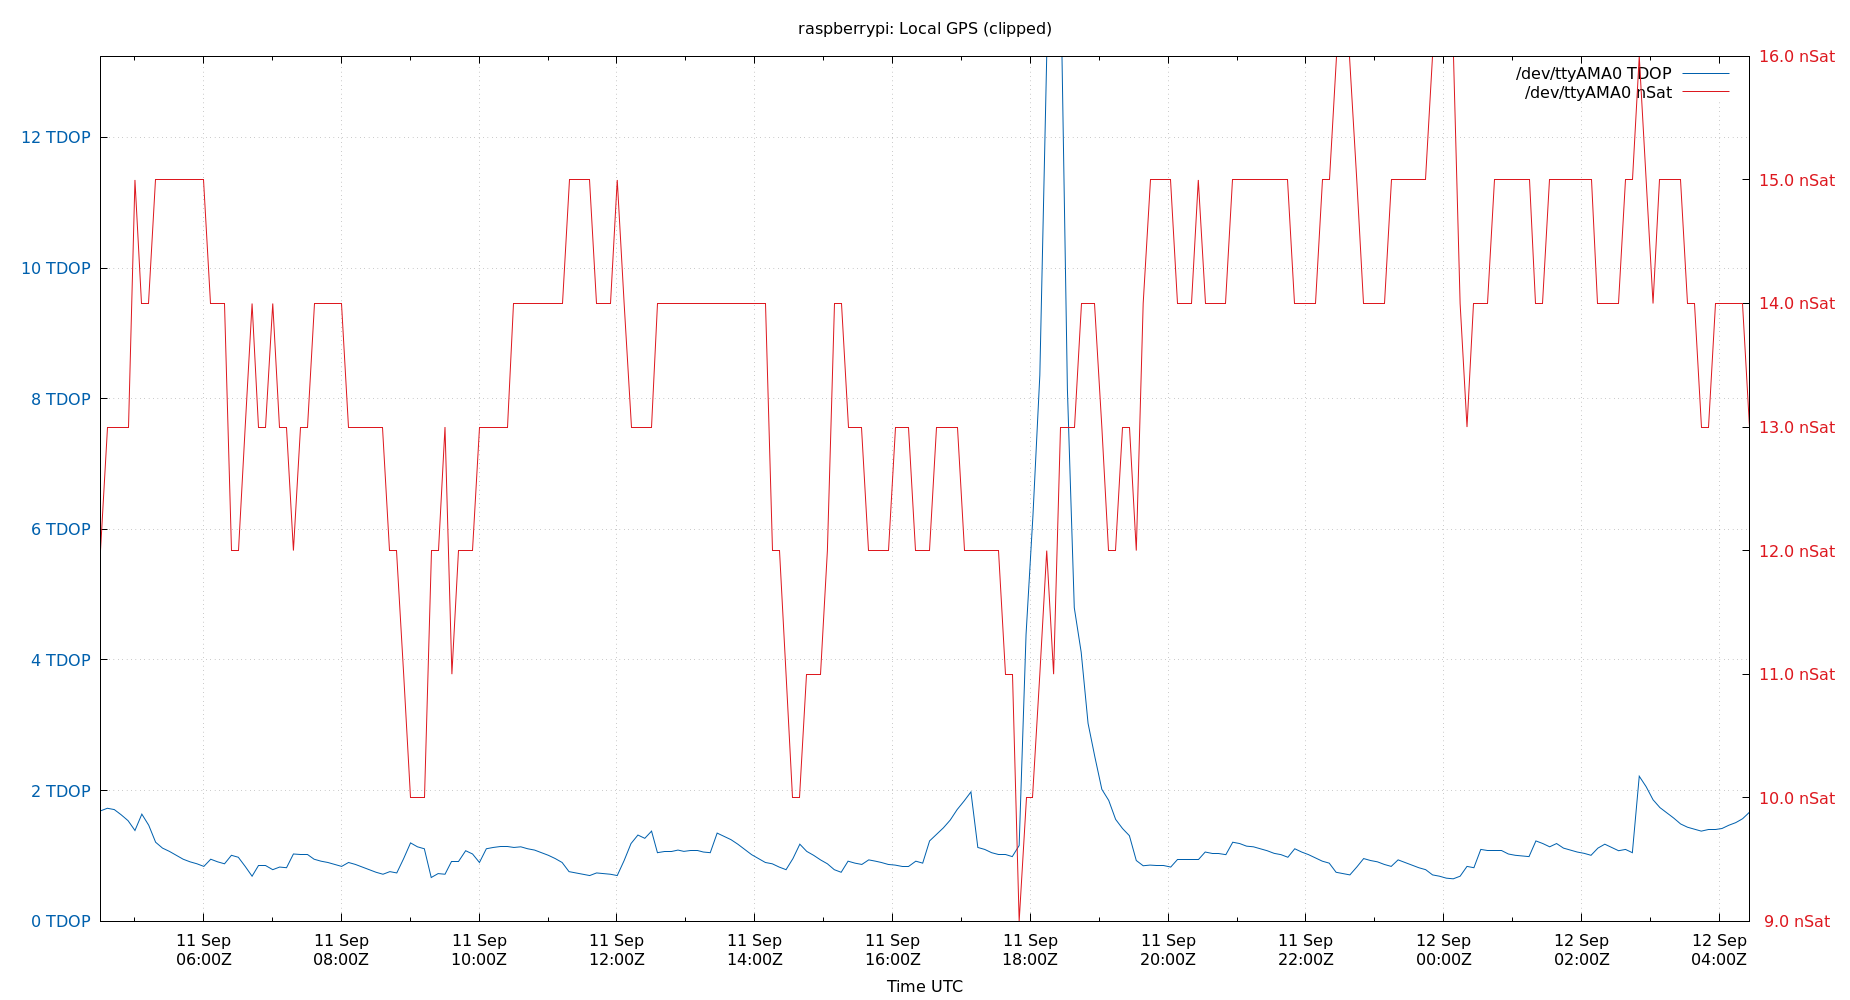 raspberrypi: Local GPS (clipped)
/dev/ttyAMA0 TDOP
/dev/ttyAMA0 nSat
12 TDOP
10 TDOP
8 TDOP
6 TDOP
4 TDOP
2 TDOP
0 TDOP
16.0 nSat
15.0 nSat
14.0 nSat
13.0 nSat
12.0 nSat
11.0 nSat
10.0 nSat
9.0 nSat
11 Sep
06:00Z
11 Sep
08:00Z
11 Sep
10:00Z
11 Sep
12:00Z
11 Sep
14:00Z
11 Sep
16:00Z
11 Sep
18:00Z
11 Sep
20:00Z
11 Sep
22:00Z
12 Sep
00:00Z
12 Sep
02:00Z
12 Sep
04:00Z
Time UTC